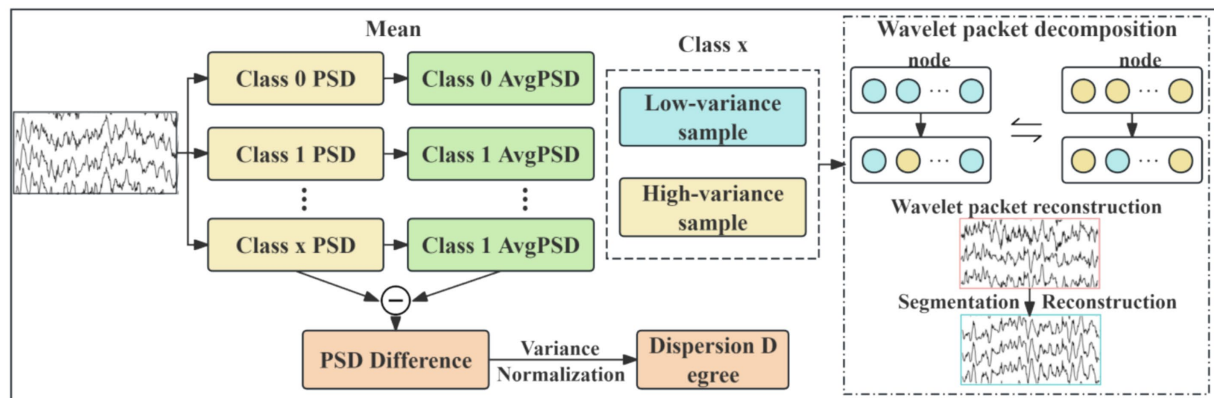 Mean
Class 0 PSD
Class 0 AvgPSD
Class 1 PSD
Class 1 AvgPSD
Class x PSD
Class 1 AvgPSD
PSD Difference
Variance
Normalization
Dispersion D
egree
Class x
Low-variance
sample
High-variance
sample
Wavelet packet decomposition
node
node
Wavelet packet reconstruction
Segmentation
Reconstruction